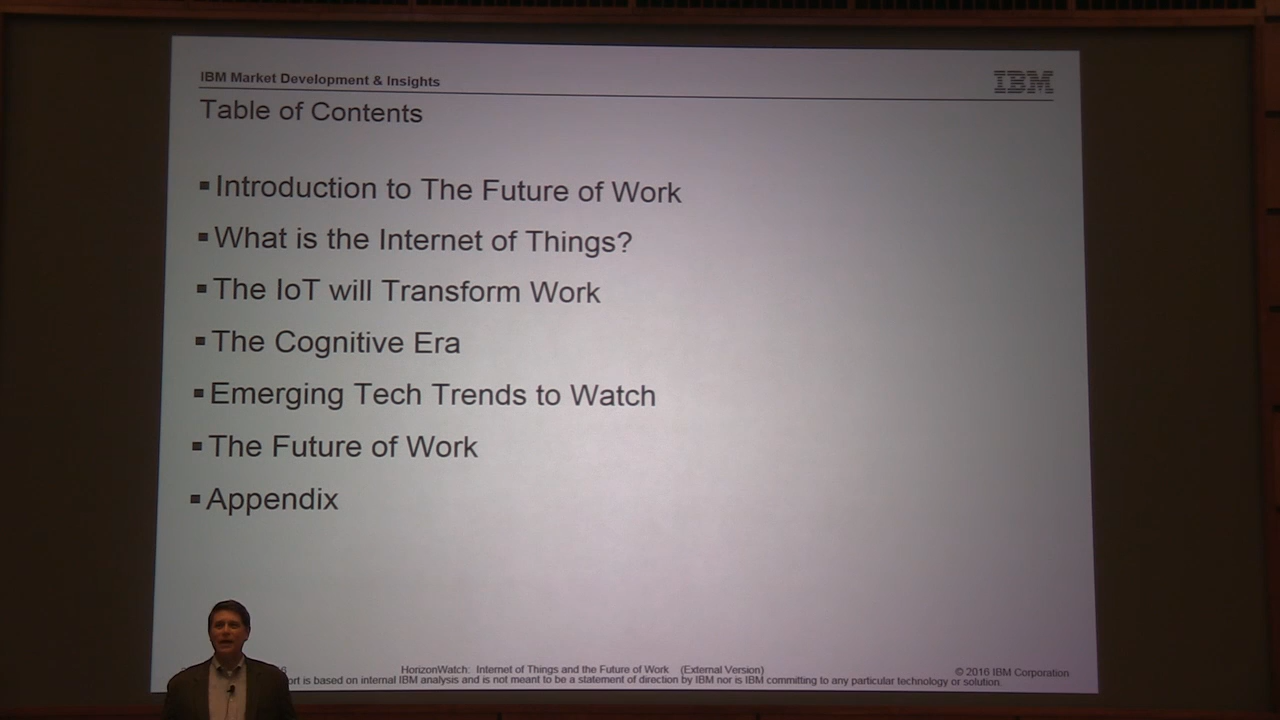 IBM Market Development & Insights
IBM
Table of Contents
Introduction to The Future of Work
What is the Internet of Things?
The IoT will Transform Work
The Cognitive Era
Emerging Tech Trends to Watch
The Future of Work
Appendix
HorizonWatch: Internet of Things and the Future of Work (External Version)
© 2016 IBM Corporation
is based on internal IBM analysis and is not meant to be a statement of direction by IBM nor is IBM committing to any particular technology or solution.